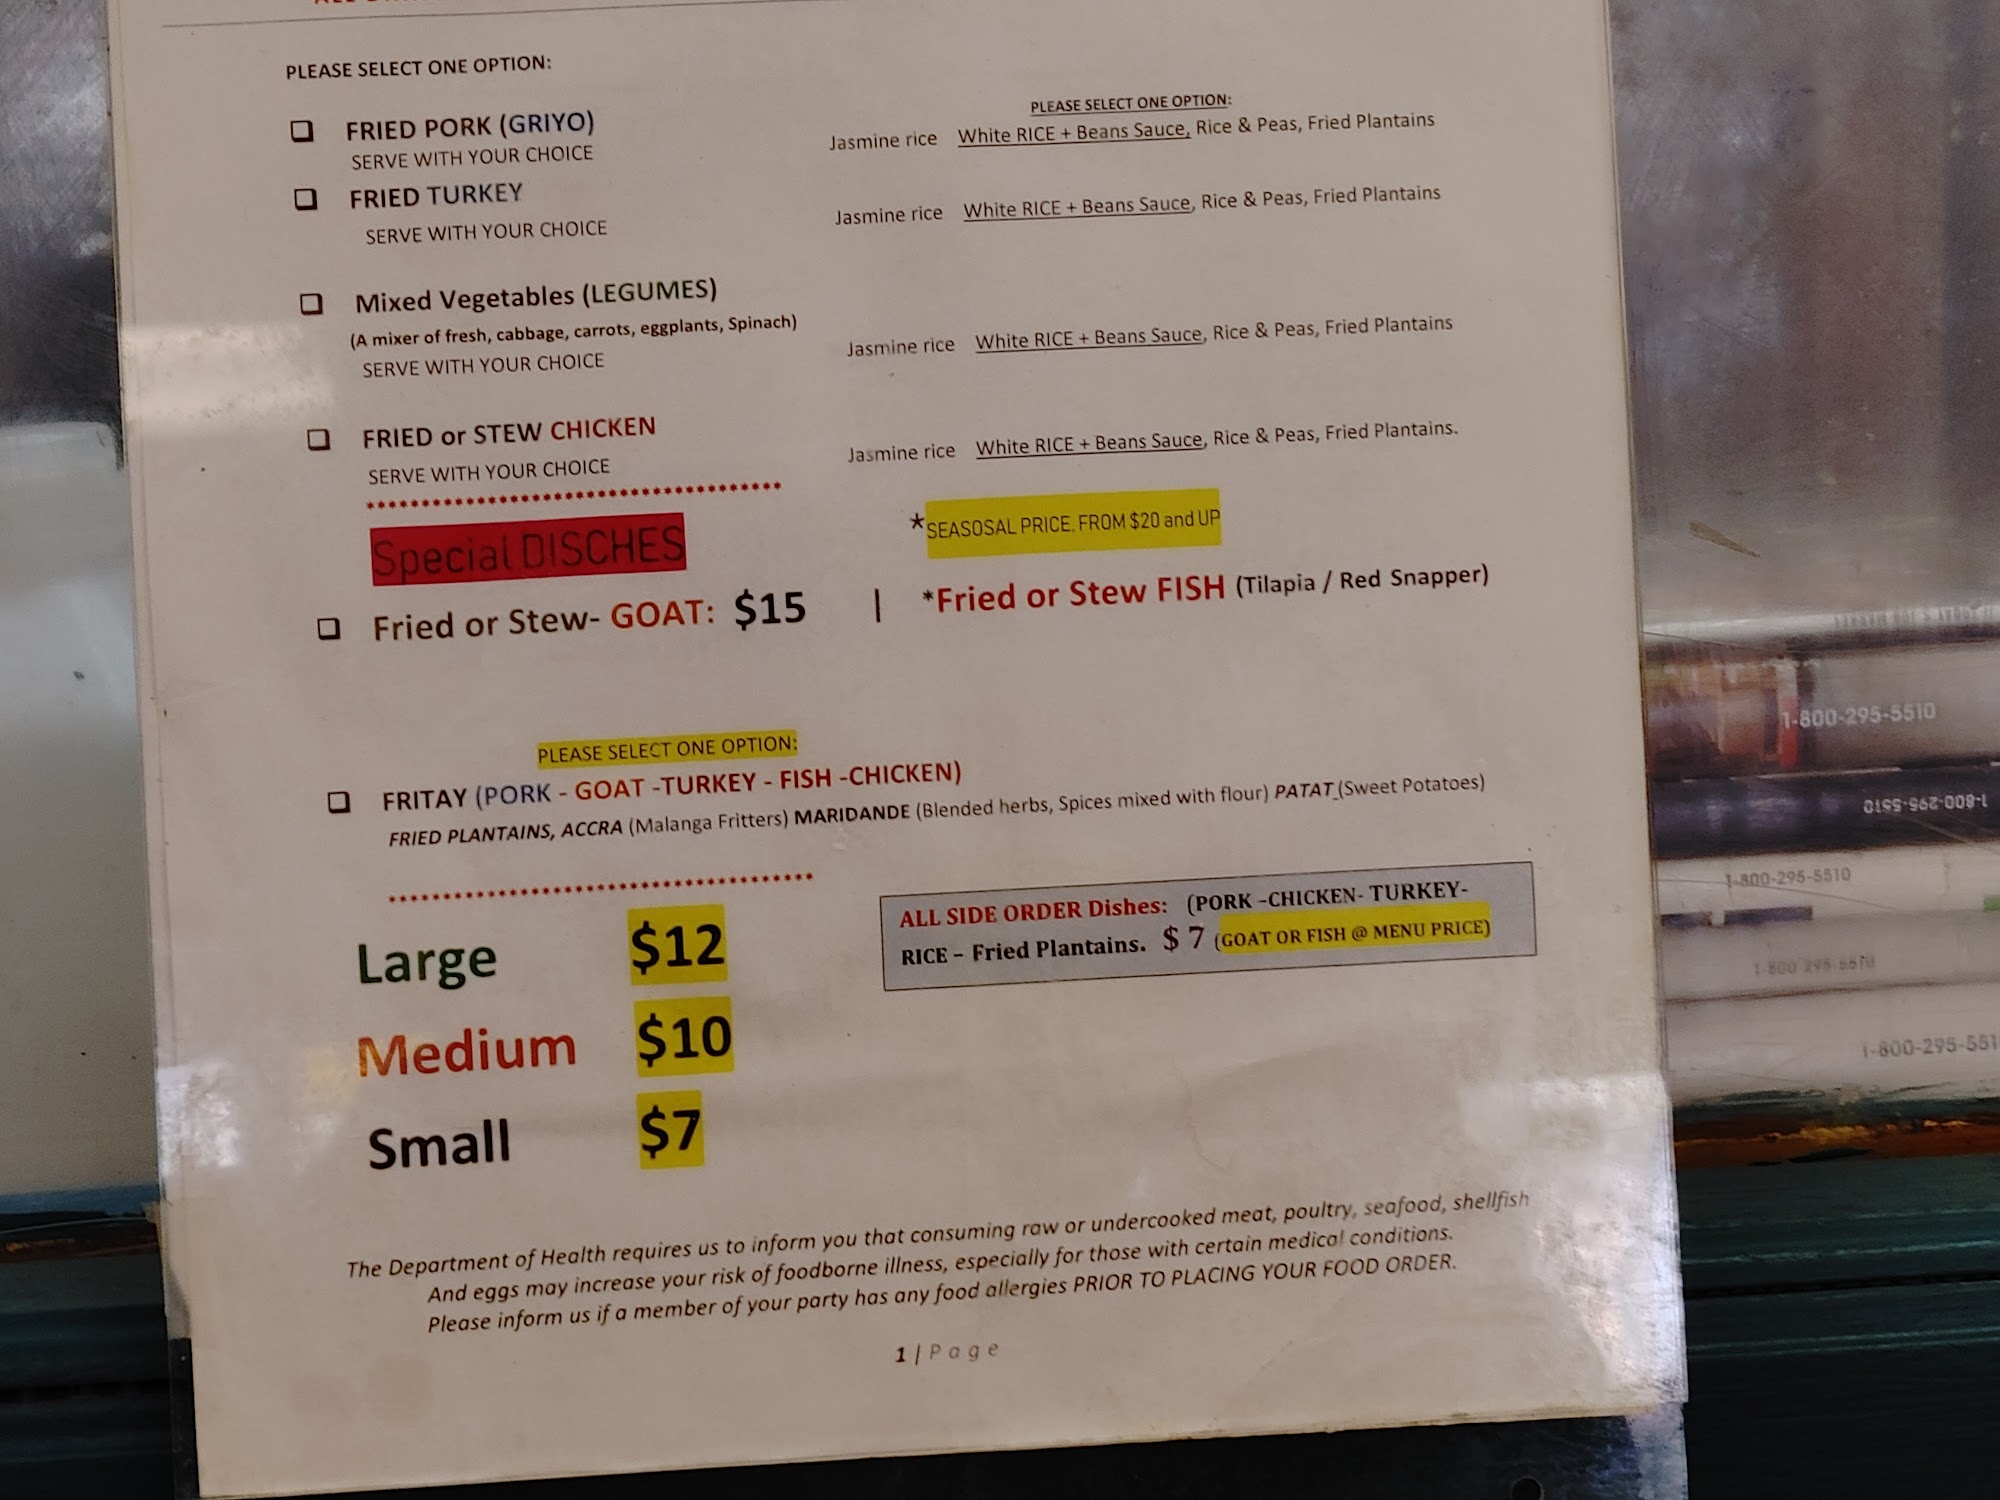 PLEASE SELECT ONE OPTION:
PLEASE SELECT ONE OPTION:
FRIED PORK (GRIYO)
Jasmine rice White RICE + Beans Sauce, Rice & Peas, Fried Plantains
SERVE WITH YOUR CHOICE
FRIED TURKEY
Jasmine rice White RICE + Beans Sauce, Rice & Peas, Fried Plantains
SERVE WITH YOUR CHOICE
Mixed Vegetables (LEGUMES)
(A mixer of fresh, cabbage, carrots, eggplants, Spinach)
Jasmine rice White RICE + Beans Sauce, Rice & Peas, Fried Plantains
SERVE WITH YOUR CHOICE
FRIED or STEW CHICKEN
Jasmine rice White RICE + Beans Sauce, Rice & Peas, Fried Plantains.
SERVE WITH YOUR CHOICE
Special DISCHES
*SEASOSAL PRICE, FROM $20 and UP
Fried or Stew- GOAT: $15 | *Fried or Stew FISH (Tilapia / Red Snapper)
PLEASE SELECT ONE OPTION:
FRITAY (PORK - GOAT -TURKEY - FISH -CHICKEN)
FRIED PLANTAINS, ACCRA (Malanga Fritters) MARIDANDE (Blended herbs, Spices mixed with flour) PATAT (Sweet Potatoes)
ALL SIDE ORDER Dishes: (PORK –CHICKEN- TURKEY-
RICE – Fried Plantains. $ 7 (GOAT OR FISH @ MENU PRICE)
Large $12
Medium $10
Small $7
The Department of Health requires us to inform you that consuming raw or undercooked meat, poultry, seafood, shellfish
And eggs may increase your risk of foodborne illness, especially for those with certain medical conditions.
Please inform us if a member of your party has any food allergies PRIOR TO PLACING YOUR FOOD ORDER.
1 | Page
1-800-295-5510
1-800-295-5510
1-800-295-5510
1-800-295-5510
1-800-295-551